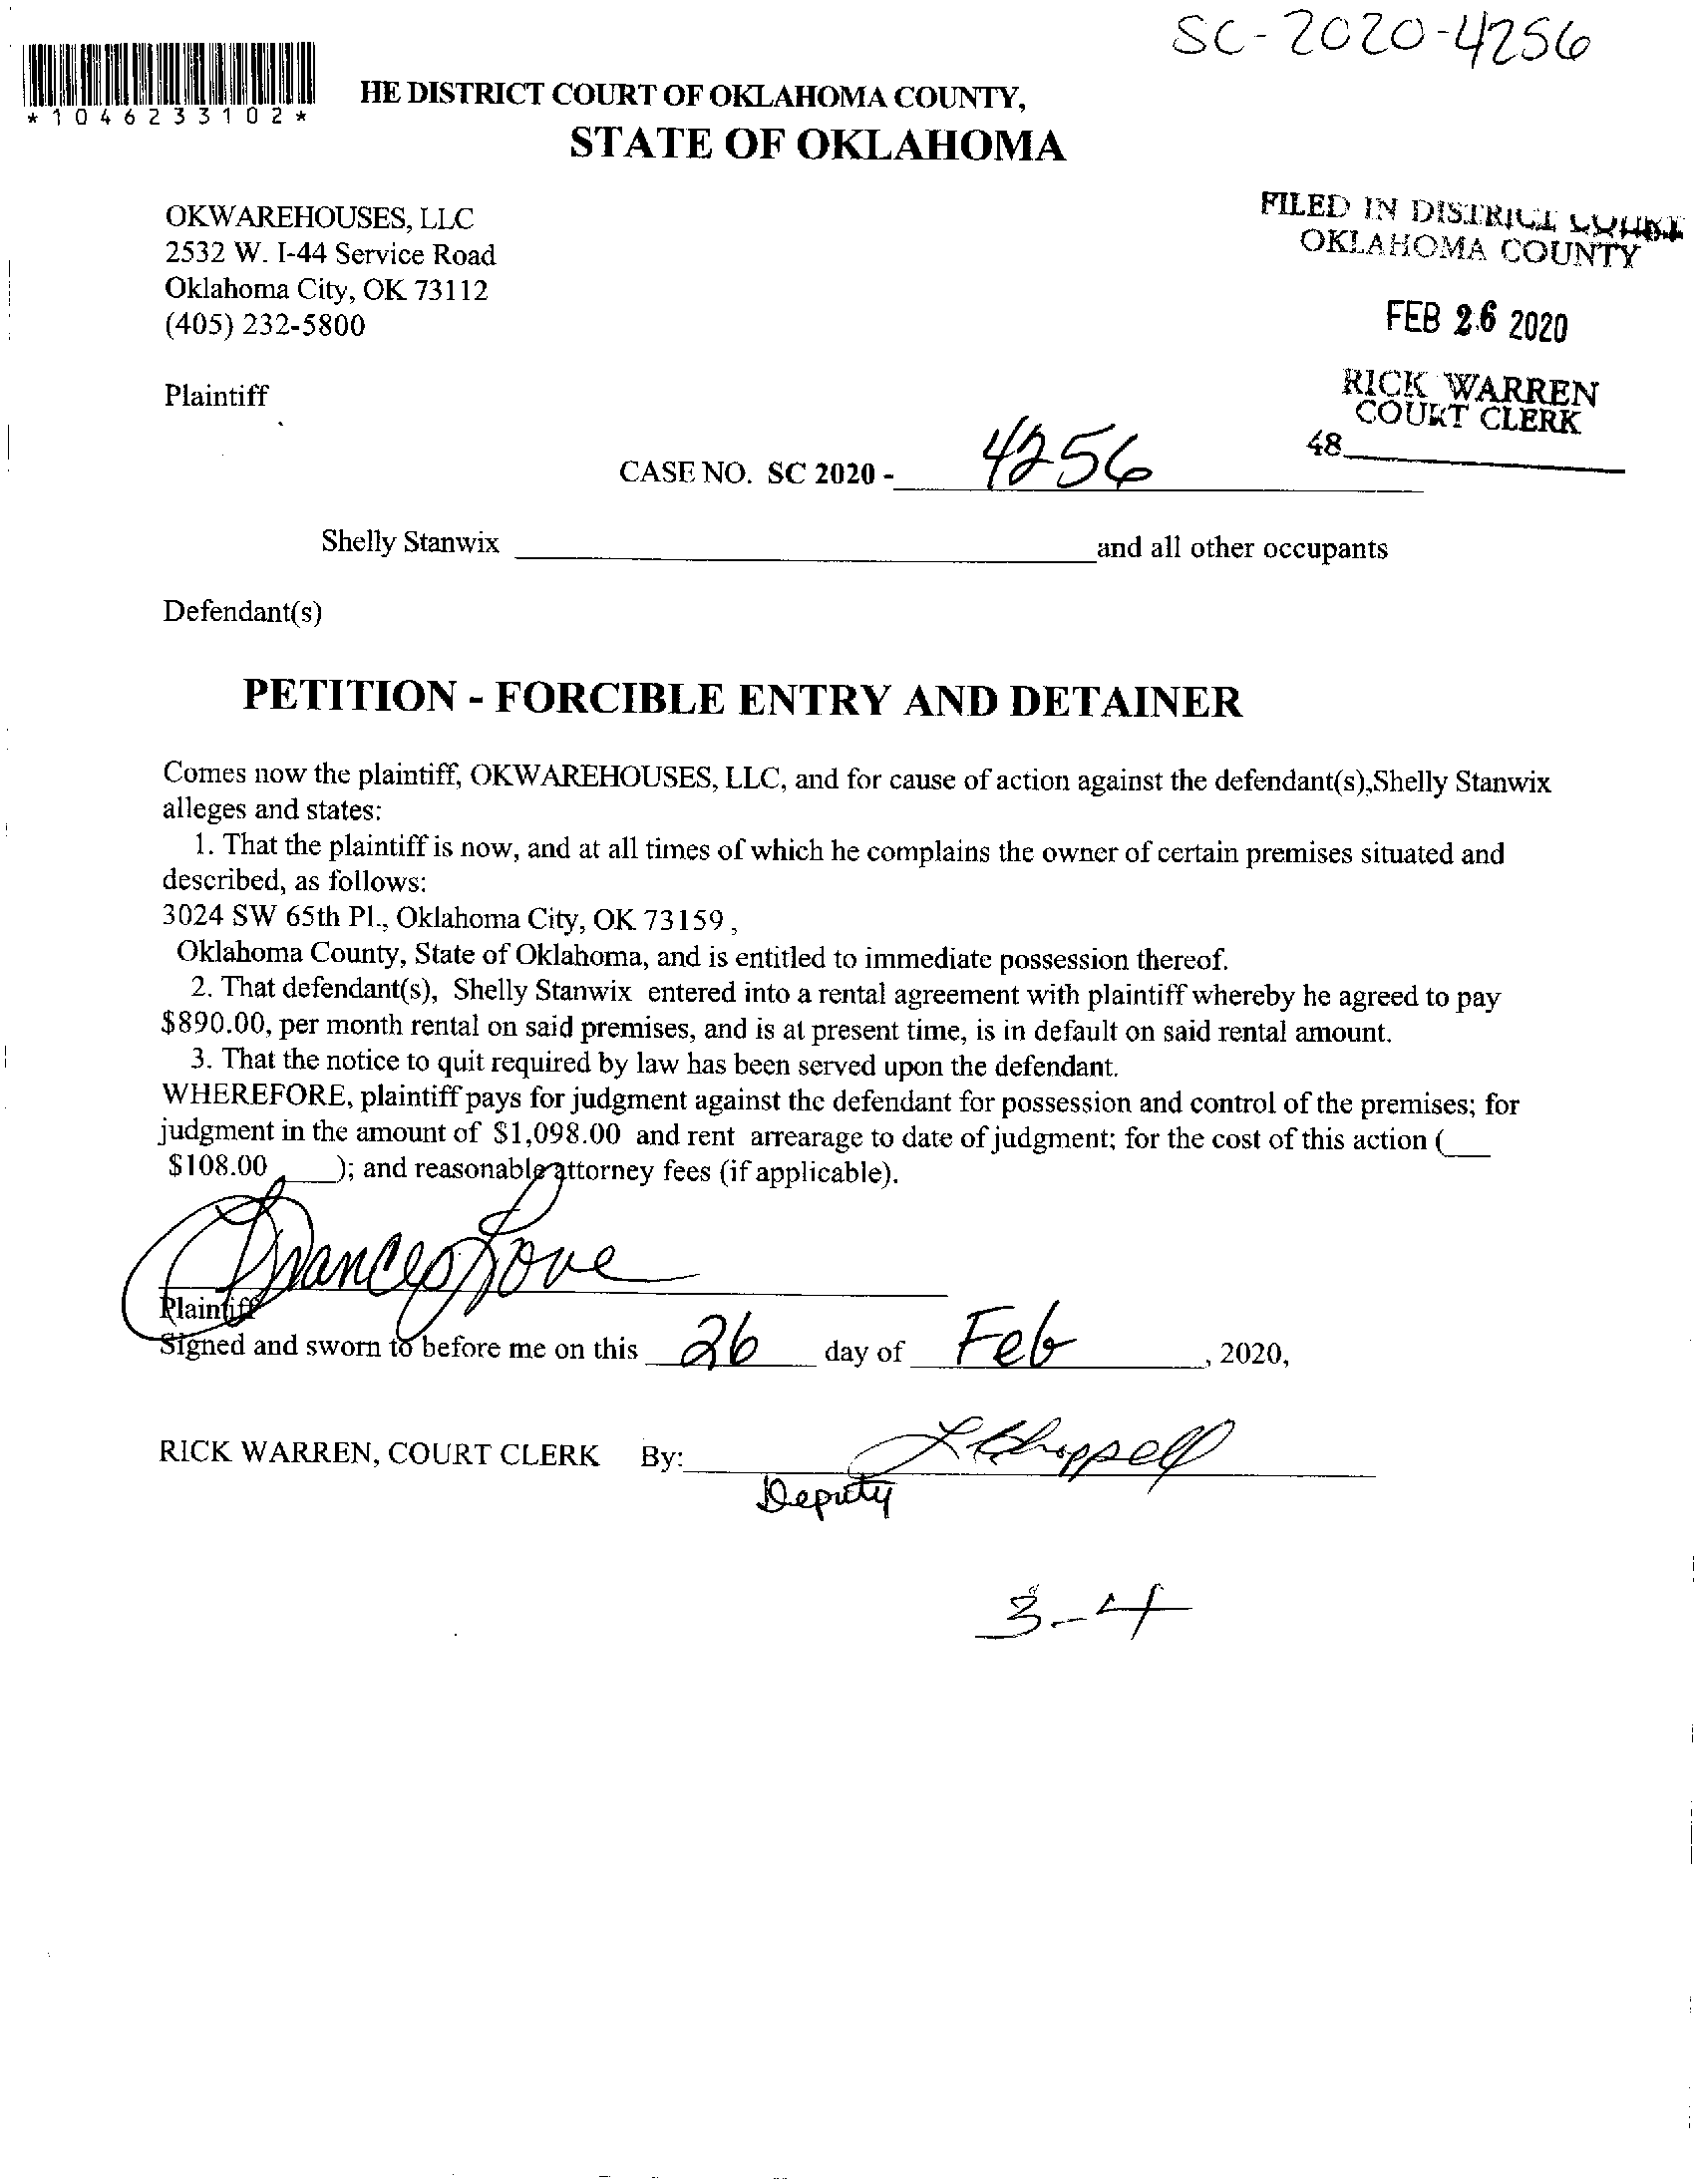 SC-2020-4256
*1046233102*
HE DISTRICT COURT OF OKLAHOMA COUNTY,
STATE OF OKLAHOMA
OKWAREHOUSES, LLC
2532 W. I-44 Service Road
Oklahoma City, OK 73112
(405) 232-5800
FILED IN DISTRICT COURT
OKLAHOMA COUNTY
FEB 26 2020
RICK WARREN
COURT CLERK
48
Plaintiff
CASE NO. SC 2020 - 4256
Shelly Stanwix and all other occupants
Defendant(s)
PETITION - FORCIBLE ENTRY AND DETAINER
Comes now the plaintiff, OKWAREHOUSES, LLC, and for cause of action against the defendant(s),Shelly Stanwix
alleges and states:
1. That the plaintiff is now, and at all times of which he complains the owner of certain premises situated and
described, as follows:
3024 SW 65th Pl., Oklahoma City, OK 73159 ,
Oklahoma County, State of Oklahoma, and is entitled to immediate possession thereof.
2. That defendant(s), Shelly Stanwix entered into a rental agreement with plaintiff whereby he agreed to pay
$890.00, per month rental on said premises, and is at present time, is in default on said rental amount.
3. That the notice to quit required by law has been served upon the defendant.
WHEREFORE, plaintiff pays for judgment against the defendant for possession and control of the premises; for
judgment in the amount of $1,098.00 and rent arrearage to date of judgment; for the cost of this action (
$108.00 ); and reasonable attorney fees (if applicable).
Frances Love
Plaintiff
Signed and sworn to before me on this 26 day of Feb , 2020,
RICK WARREN, COURT CLERK By:
Deputy
3-4